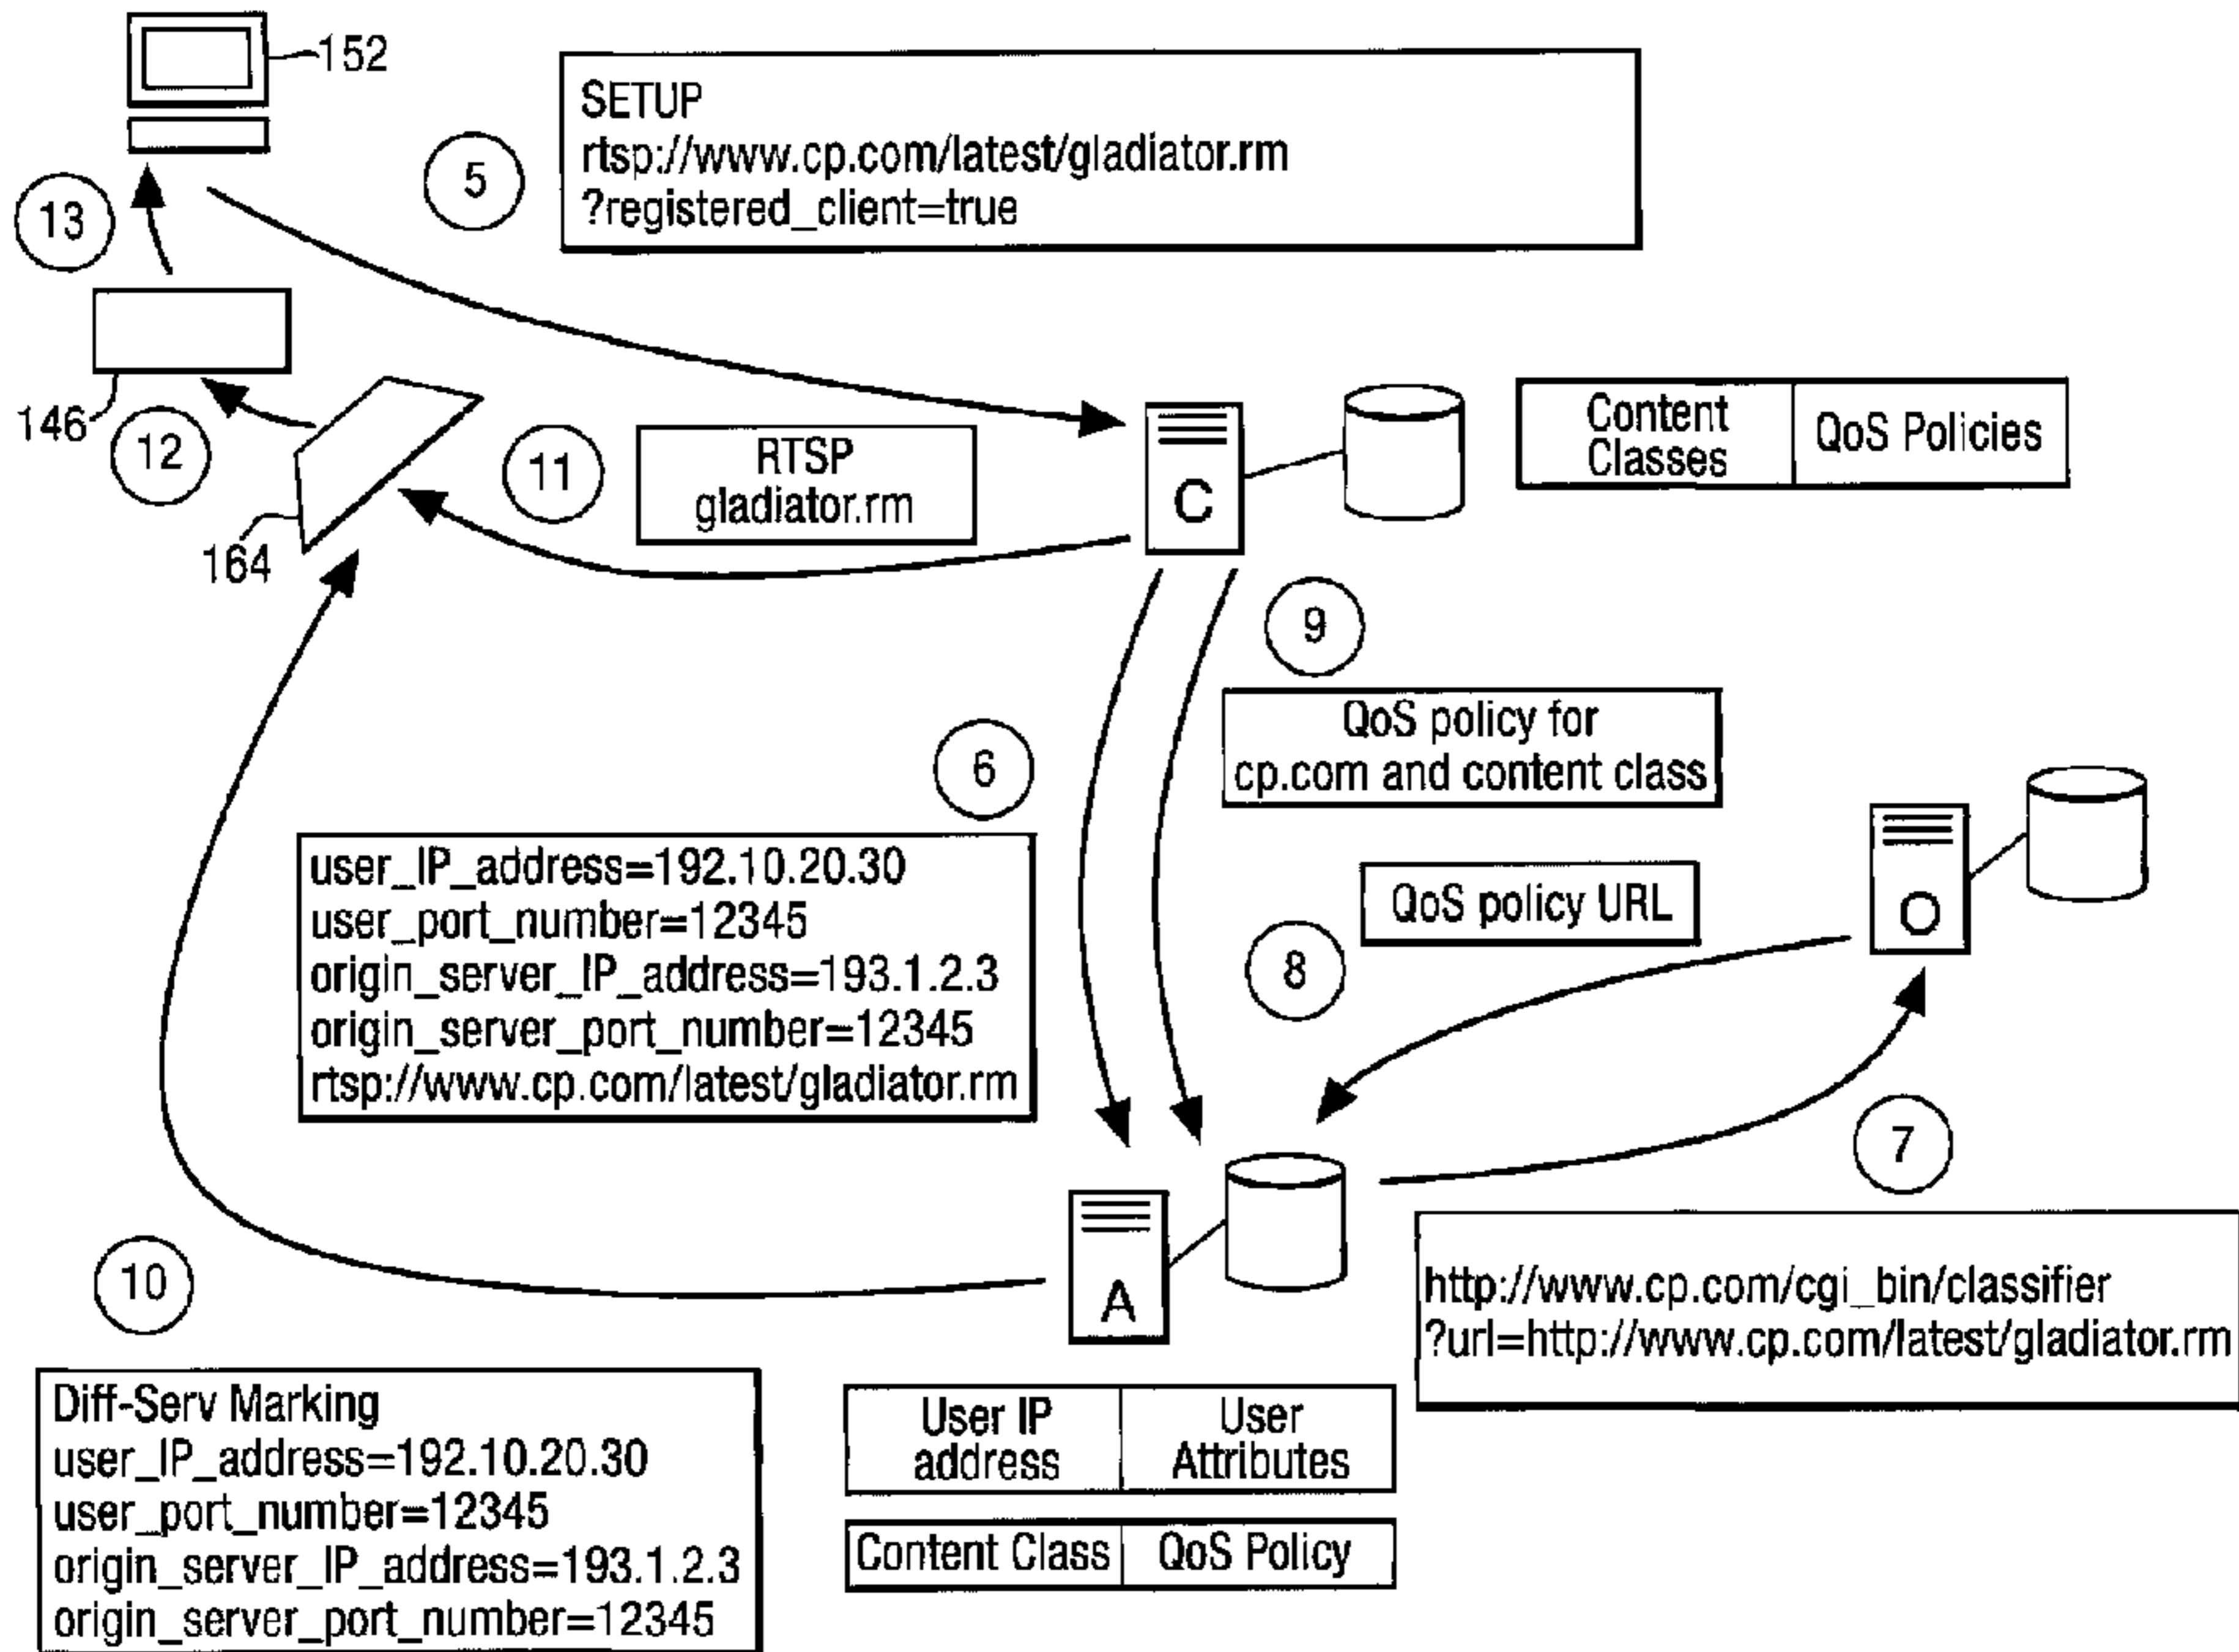 152
SETUP
rtsp://www.cp.com/latest/gladiator.rm
?registered_client=true
5
13
146
12
164
11
RTSP
gladiator.rm
C
Content
Classes
QoS Policies
9
QoS policy for
cp.com and content class
6
user_IP_address=192.10.20.30
user_port_number=12345
origin_server_IP_address=193.1.2.3
origin_server_port_number=12345
rtsp://www.cp.com/latest/gladiator.rm
QoS policy URL
8
O
7
http://www.cp.com/cgi_bin/classifier
?url=http://www.cp.com/latest/gladiator.rm
A
10
Diff-Serv Marking
user_IP_address=192.10.20.30
user_port_number=12345
origin_server_IP_address=193.1.2.3
origin_server_port_number=12345
User IP
address
User
Attributes
Content Class
QoS Policy